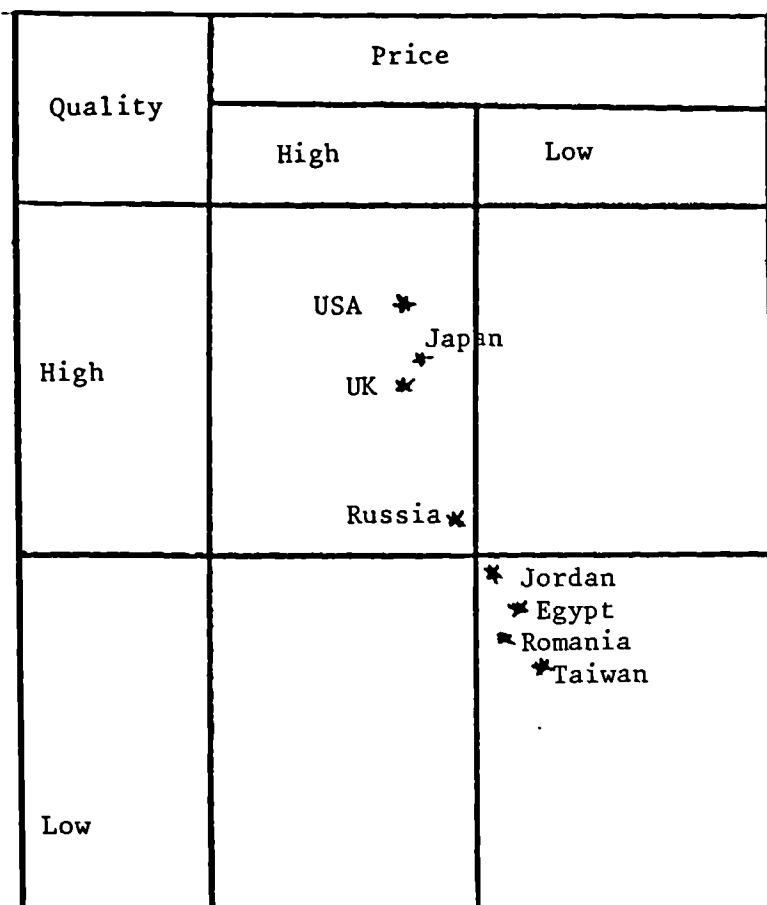 Price
Quality
High Low
USA
Japan
High
UK
Russia
Jordan
Egypt
Romania
Taiwan
Low